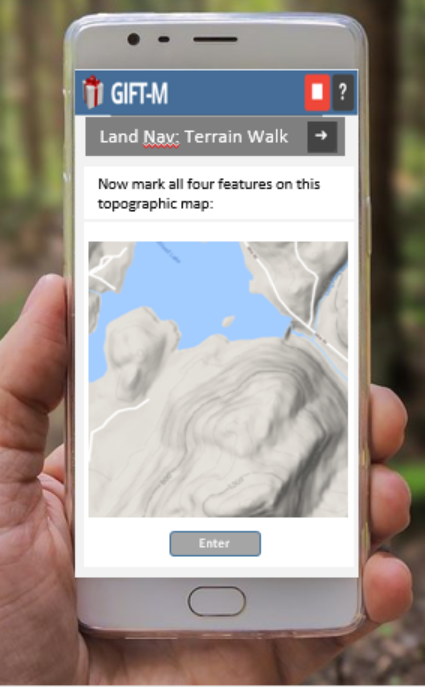 GIFT-M
?
Land Nav: Terrain Walk
Now mark all four features on this
topographic map:
Enter